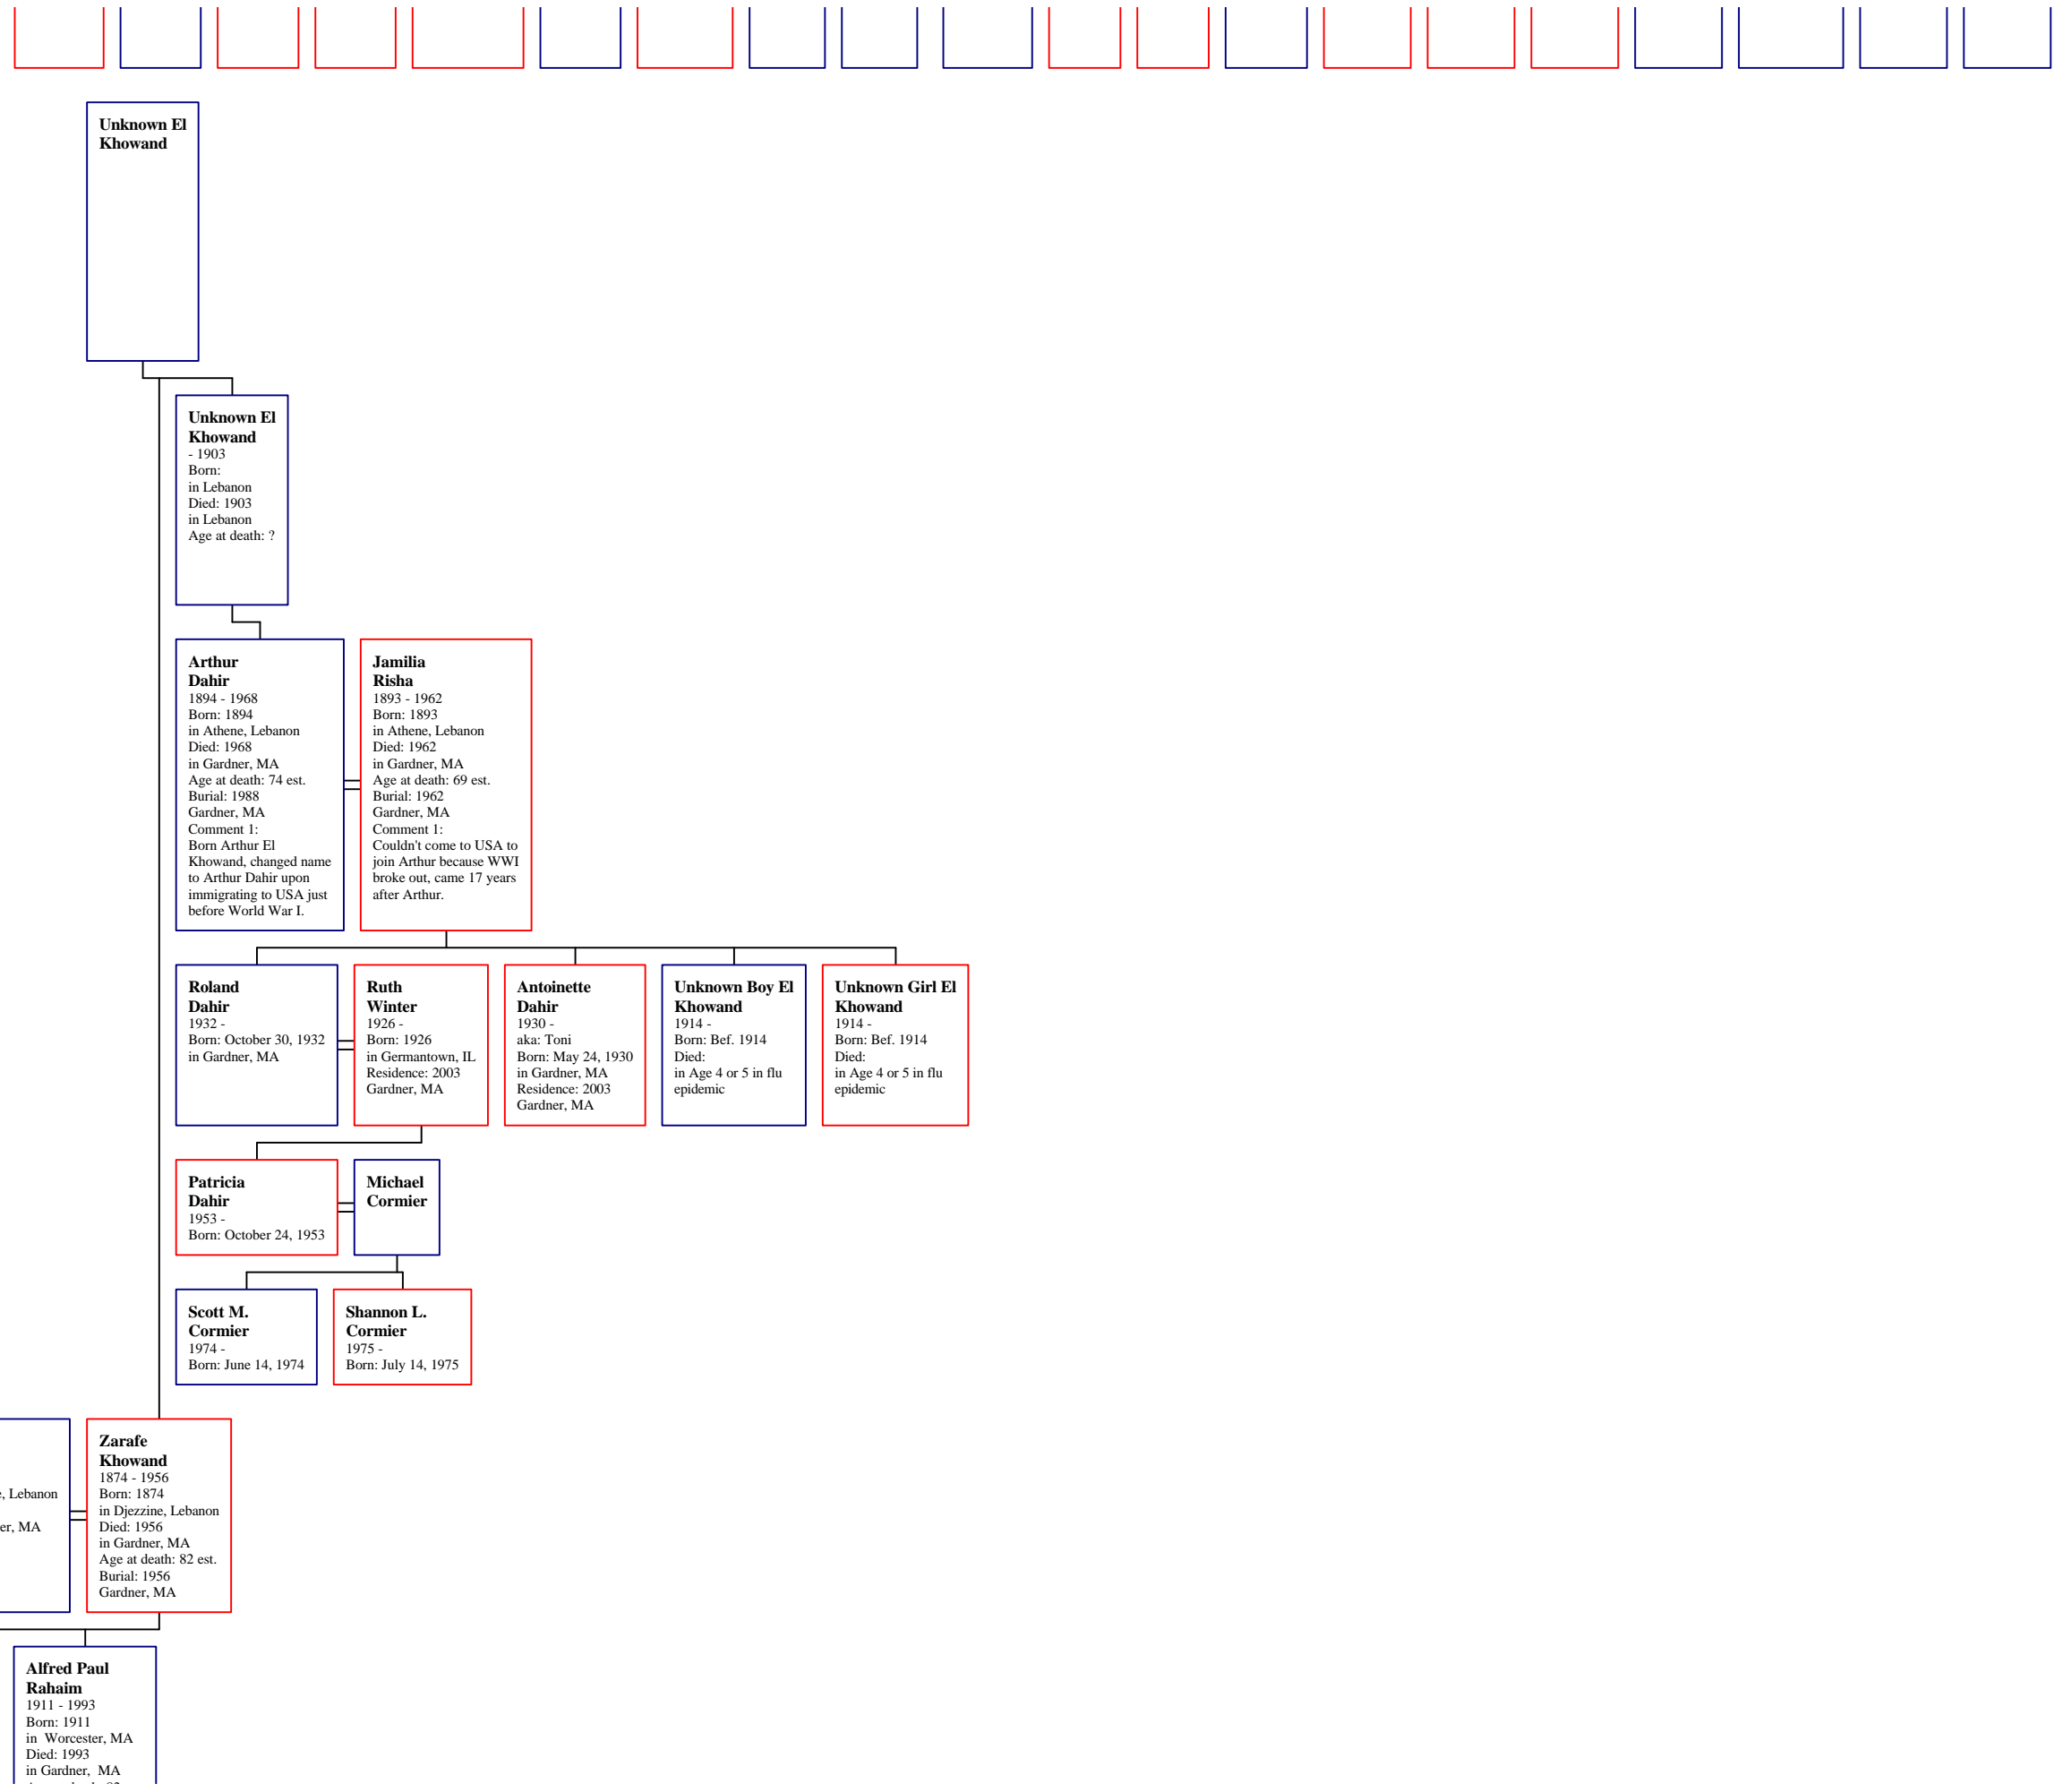 Unknown El
Khowand
Unknown El
Khowand
- 1903
Born:
in Lebanon
Died: 1903
in Lebanon
Age at death: ?
Arthur
Dahir
1894 - 1968
Born: 1894
in Athene, Lebanon
Died: 1968
in Gardner, MA
Age at death: 74 est.
Burial: 1988
Gardner, MA
Comment 1:
Born Arthur El
Khowand, changed name
to Arthur Dahir upon
immigrating to USA just
before World War I.
Jamilia
Risha
1893 - 1962
Born: 1893
in Athene, Lebanon
Died: 1962
in Gardner, MA
Age at death: 69 est.
Burial: 1962
Gardner, MA
Comment 1:
Couldn't come to USA to
join Arthur because WWI
broke out, came 17 years
after Arthur.
Roland
Dahir
1932 -
Born: October 30, 1932
in Gardner, MA
Ruth
Winter
1926 -
Born: 1926
in Germantown, IL
Residence: 2003
Gardner, MA
Antoinette
Dahir
1930 -
aka: Toni
Born: May 24, 1930
in Gardner, MA
Residence: 2003
Gardner, MA
Unknown Boy El
Khowand
1914 -
Born: Bef. 1914
Died:
in Age 4 or 5 in flu
epidemic
Unknown Girl El
Khowand
1914 -
Born: Bef. 1914
Died:
in Age 4 or 5 in flu
epidemic
Patricia
Dahir
1953 -
Born: October 24, 1953
Michael
Cormier
Scott M.
Cormier
1974 -
Born: June 14, 1974
Shannon L.
Cormier
1975 -
Born: July 14, 1975
, Lebanon
er, MA
Zarafe
Khowand
1874 - 1956
Born: 1874
in Djezzine, Lebanon
Died: 1956
in Gardner, MA
Age at death: 82 est.
Burial: 1956
Gardner, MA
Alfred Paul
Rahaim
1911 - 1993
Born: 1911
in Worcester, MA
Died: 1993
in Gardner, MA